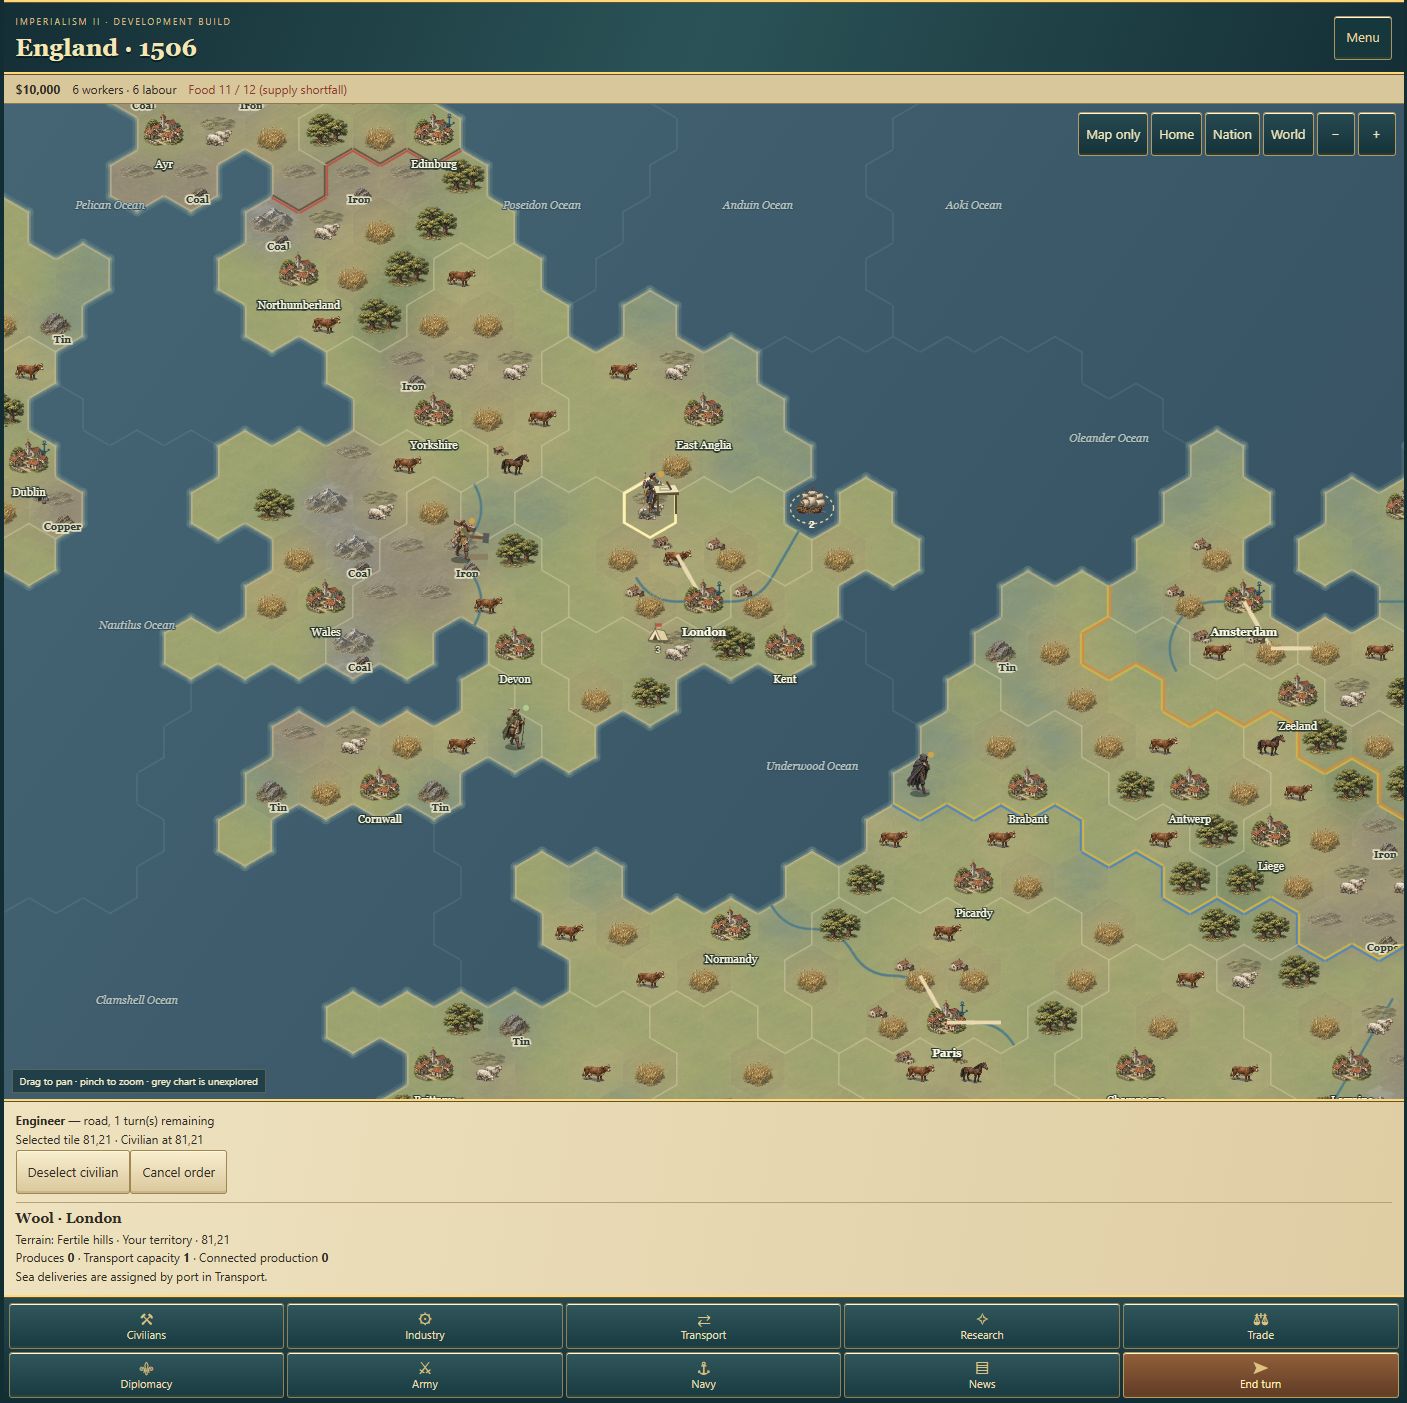 IMPERIALISM II · DEVELOPMENT BUILD
England · 1506
Menu
$10,000 6 workers · 6 labour Food 11 / 12 (supply shortfall)
Map only Home Nation World − +
Coal Iron
Ayr Edinburg
Coal Iron
Pelican Ocean Poseidon Ocean Anduin Ocean Aoki Ocean
Coal
Northumberland
Tin
Iron
Yorkshire East Anglia
Oleander Ocean
Dublin
Copper
2
Coal Iron
Wales London Amsterdam
Nautilus Ocean
3
Coal Tin
Devon Kent
Zeeland
Underwood Ocean
Tin Tin
Cornwall Brabant Antwerp
Iron
Liege
Picardy
Normandy
Clamshell Ocean
Tin
Paris
Drag to pan · pinch to zoom · grey chart is unexplored
Engineer — road, 1 turn(s) remaining
Selected tile 81,21 · Civilian at 81,21
Deselect civilian Cancel order
Wool · London
Terrain: Fertile hills · Your territory · 81,21
Produces 0 · Transport capacity 1 · Connected production 0
Sea deliveries are assigned by port in Transport.
Civilians Industry Transport Research Trade
Diplomacy Army Navy News End turn